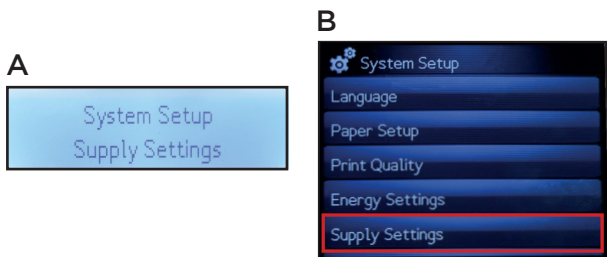 A
System Setup
Supply Settings
B
System Setup
Language
Paper Setup
Print Quality
Energy Settings
Supply Settings